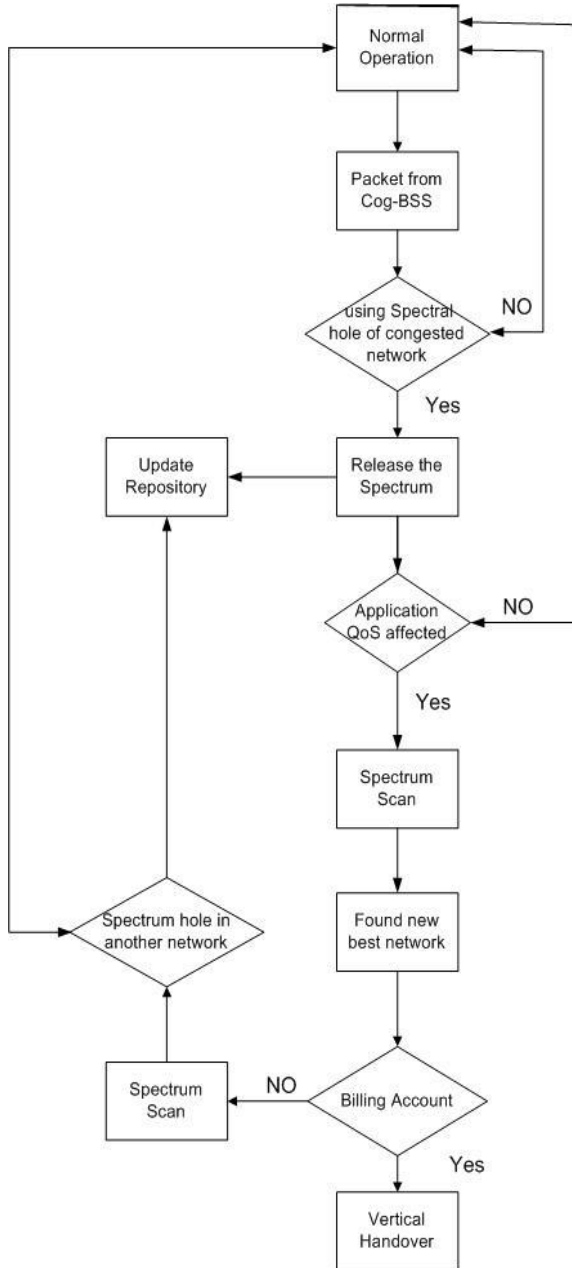 Normal
Operation
Packet from
Cog-BSS
using Spectral
hole of congested
network
NO
Yes
Update
Repository
Release the
Spectrum
Application
QoS affected
NO
Yes
Spectrum
Scan
Spectrum hole in
another network
Found new
best network
Spectrum
Scan
NO
Billing Account
Yes
Vertical
Handover